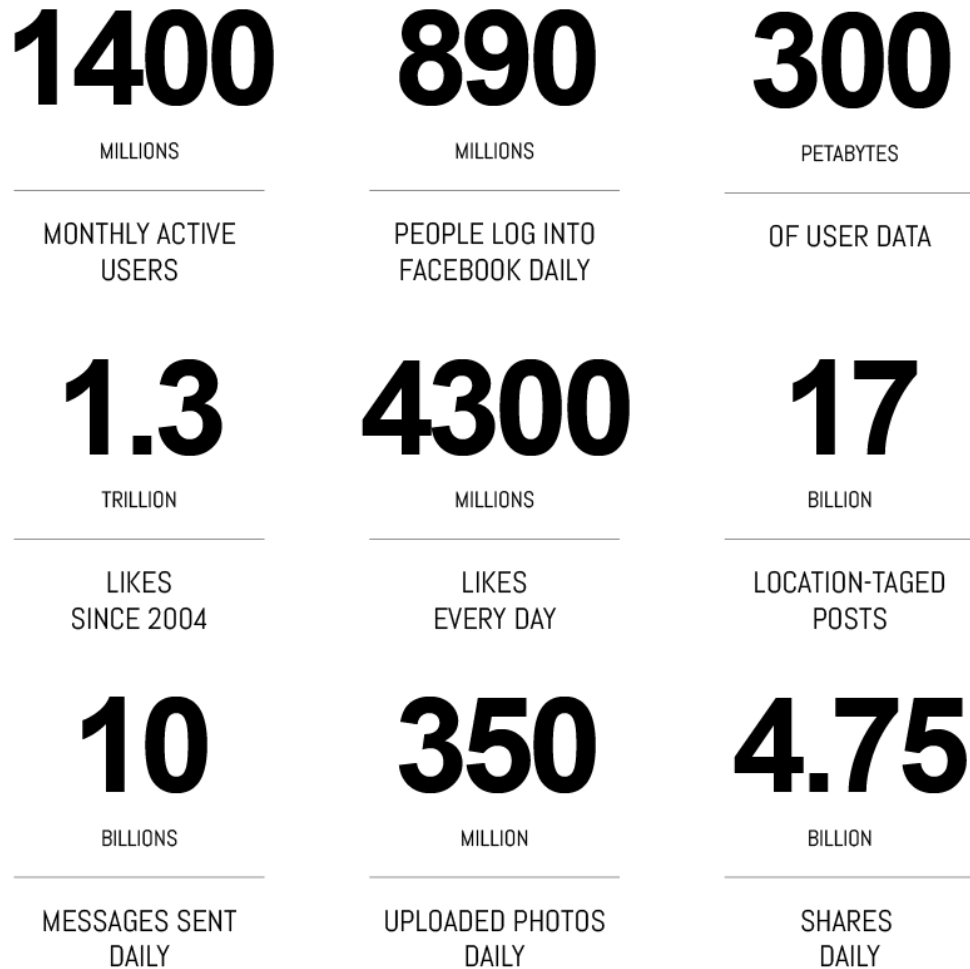 1400
MILLIONS
MONTHLY ACTIVE
USERS
890
MILLIONS
PEOPLE LOG INTO
FACEBOOK DAILY
300
PETABYTES
OF USER DATA
1.3
TRILLION
LIKES
SINCE 2004
4300
MILLIONS
LIKES
EVERY DAY
17
BILLION
LOCATION-TAGED
POSTS
10
BILLIONS
MESSAGES SENT
DAILY
350
MILLION
UPLOADED PHOTOS
DAILY
4.75
BILLION
SHARES
DAILY